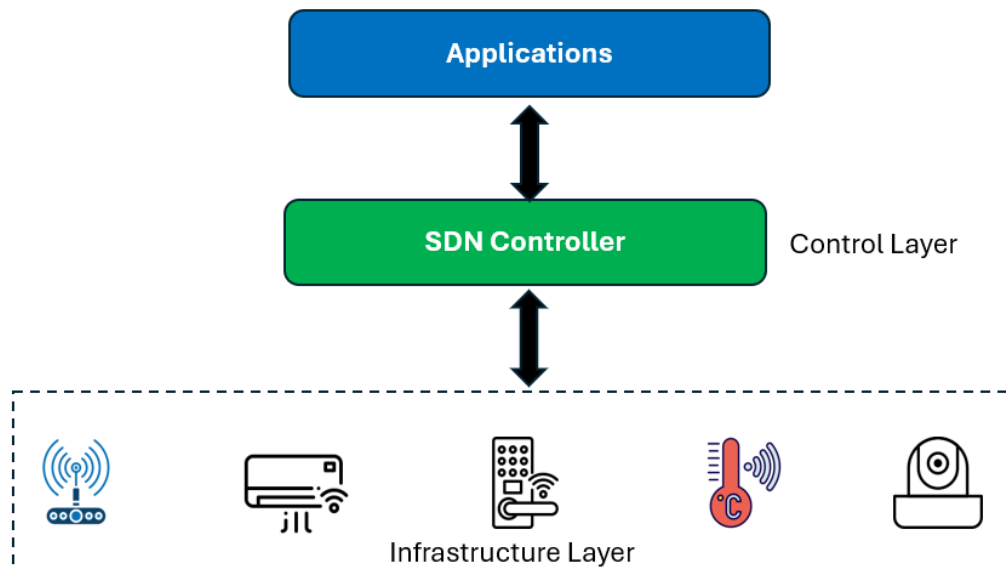 Applications
SDN Controller
Control Layer
°C
Infrastructure Layer